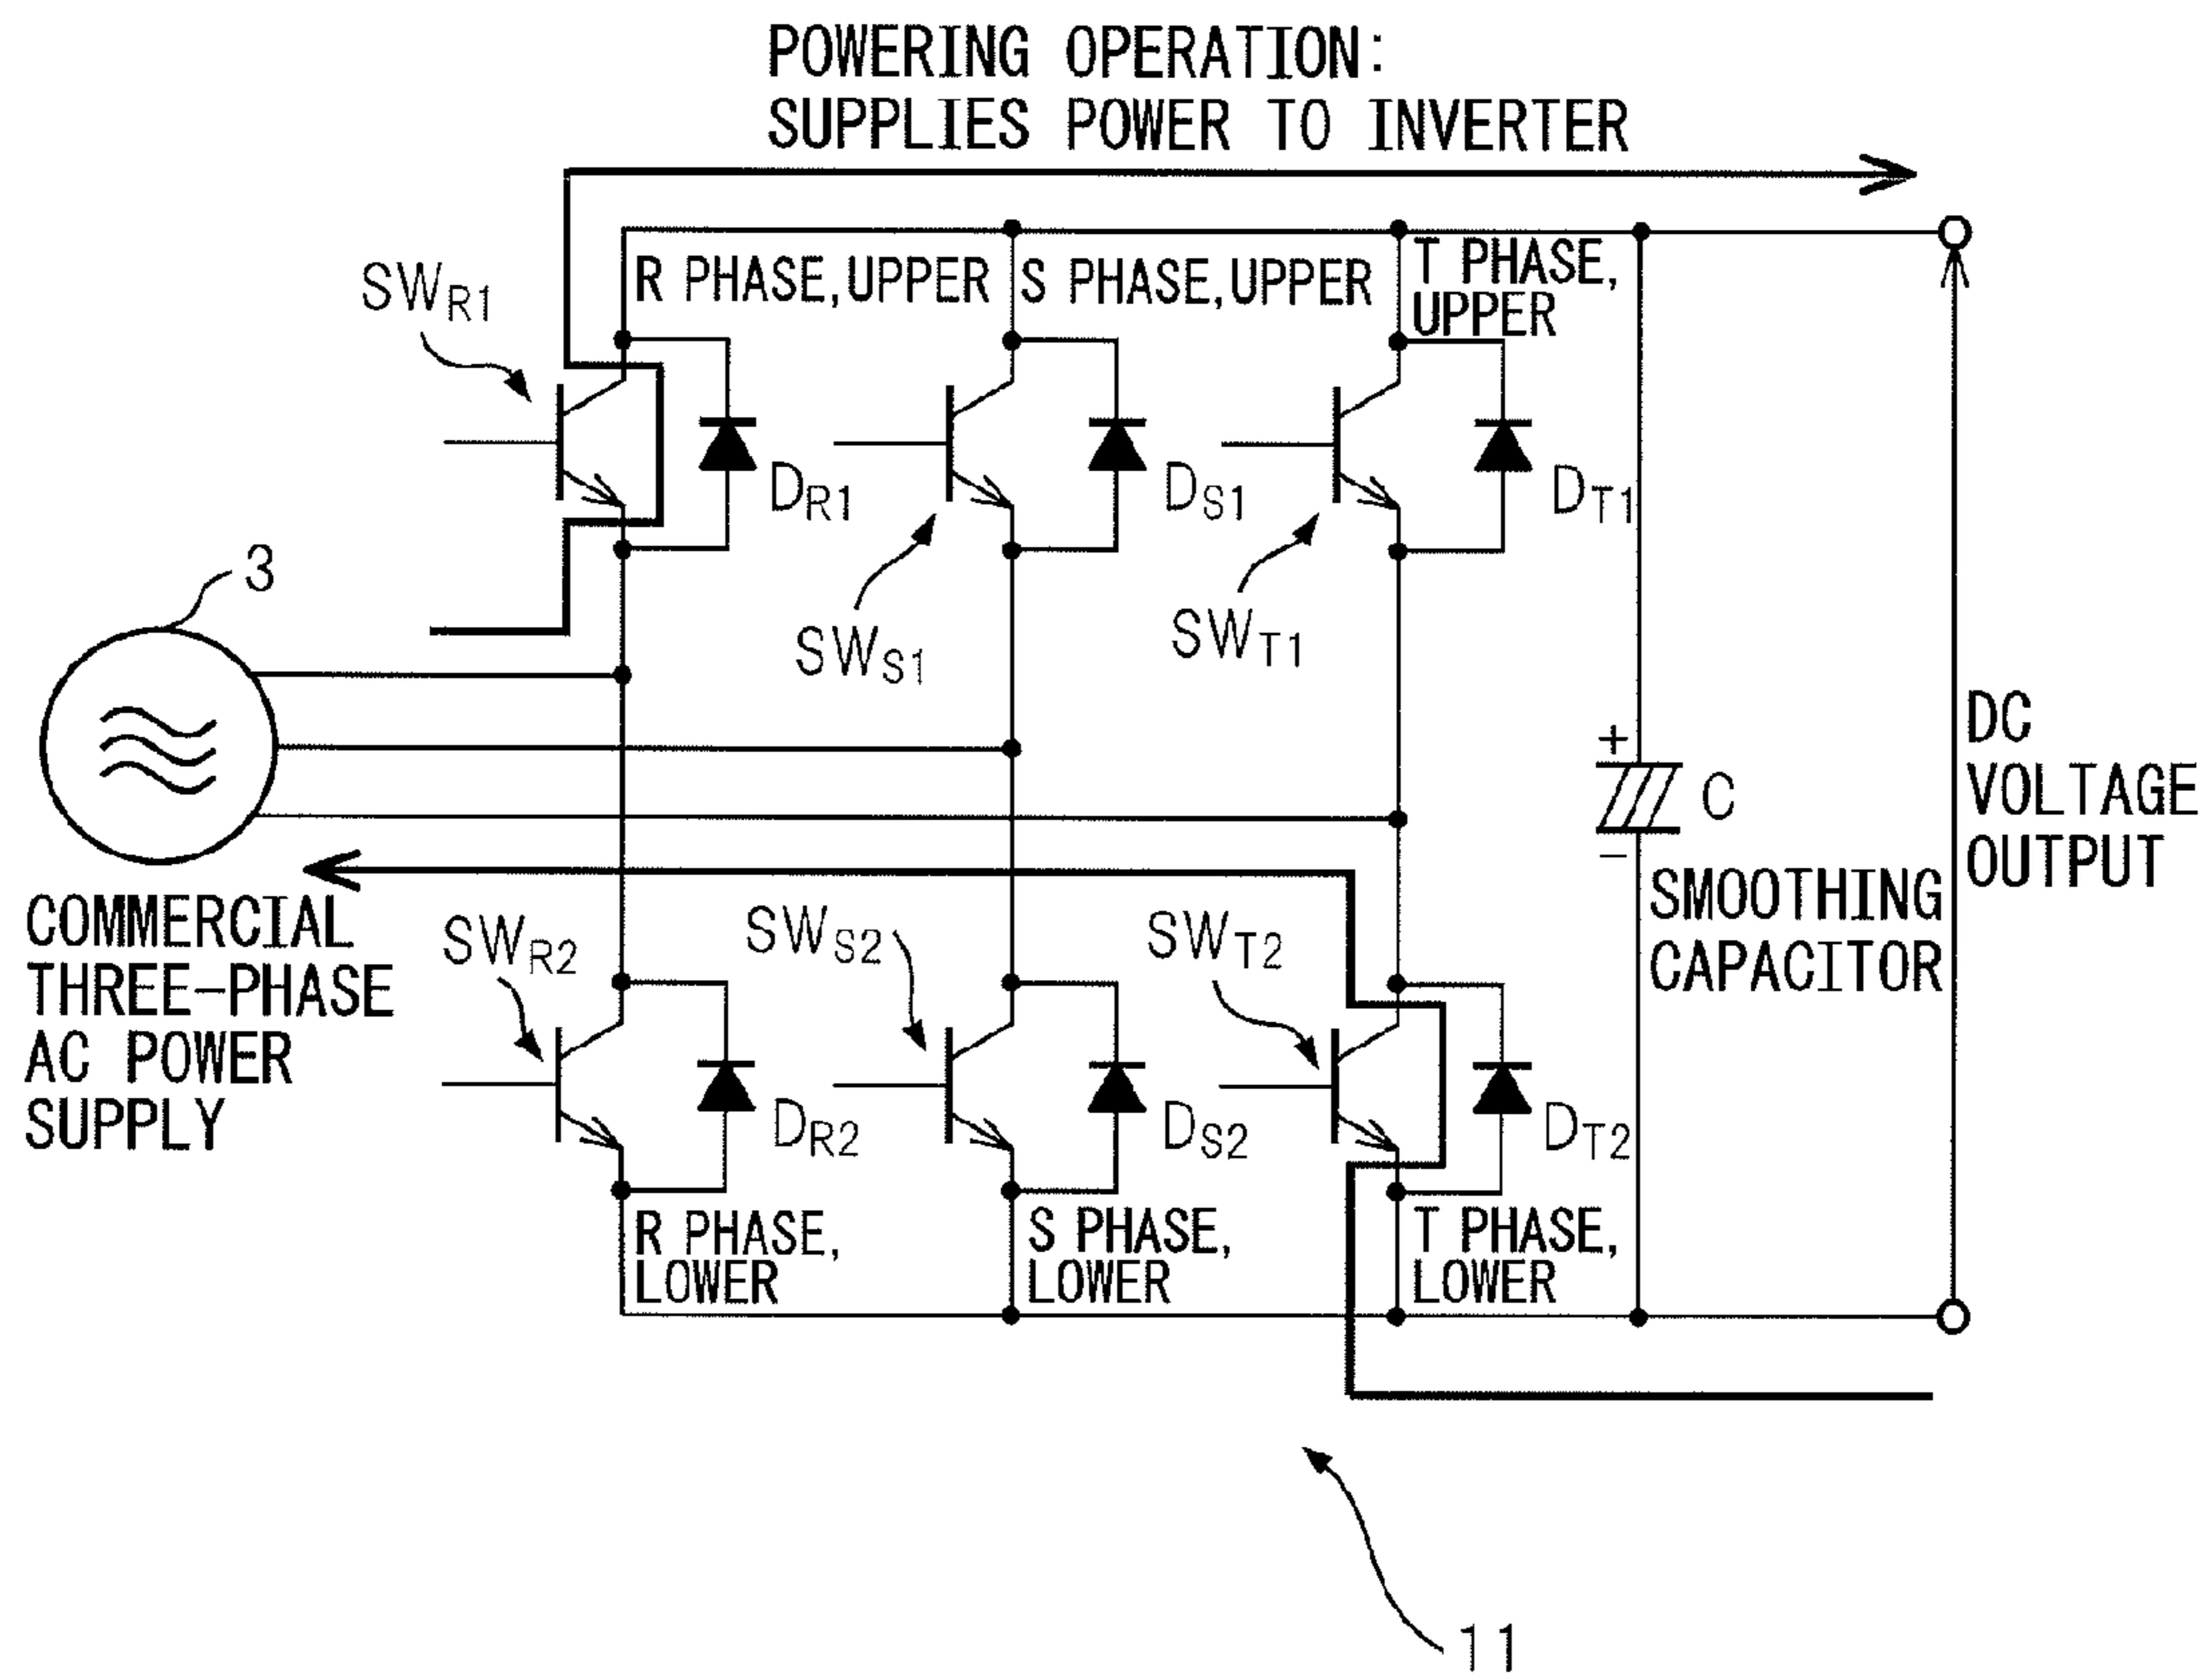 POWERING OPERATION:
SUPPLIES POWER TO INVERTER
SWR1
R PHASE, UPPER
S PHASE, UPPER
T PHASE,
UPPER
DR1
DS1
DT1
3
SWS1
SWT1
+
C
-
SMOOTHING
CAPACITOR
DC
VOLTAGE
OUTPUT
COMMERCIAL
THREE-PHASE
AC POWER
SUPPLY
SWR2
SWS2
SWT2
DR2
DS2
DT2
R PHASE,
LOWER
S PHASE,
LOWER
T PHASE,
LOWER
11